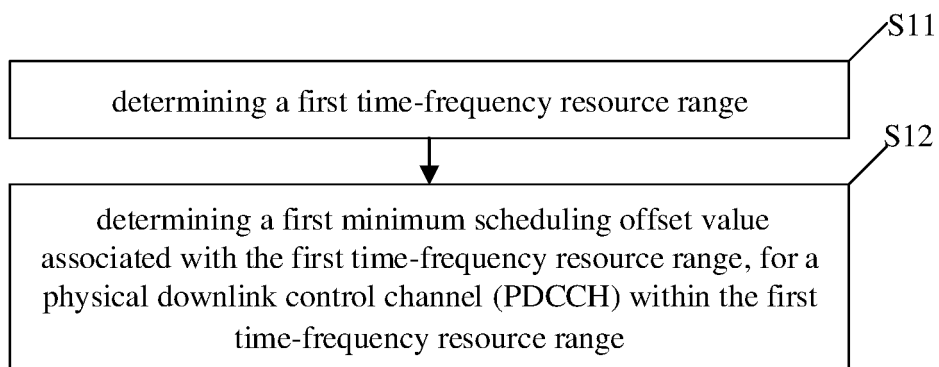 S11
determining a first time-frequency resource range
S12
determining a first minimum scheduling offset value
associated with the first time-frequency resource range, for a
physical downlink control channel (PDCCH) within the first
time-frequency resource range